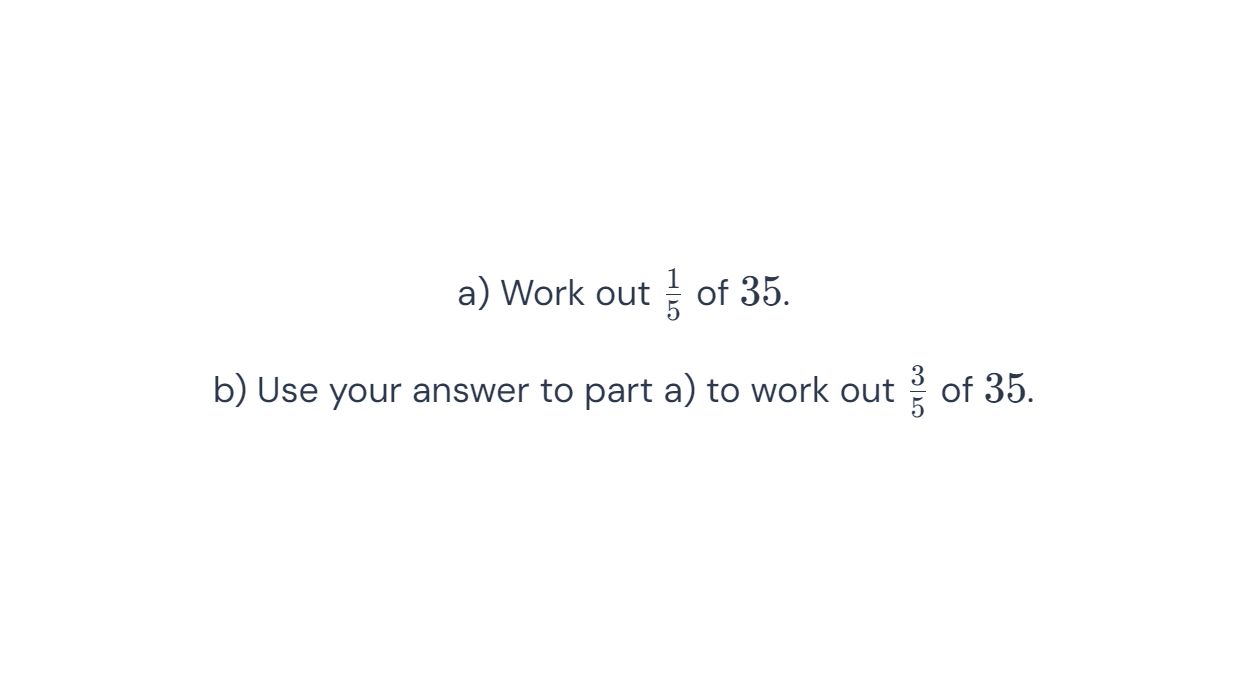 a) Work out \(\frac{1}{5}\) of 35.
b) Use your answer to part a) to work out \(\frac{3}{5}\) of 35.